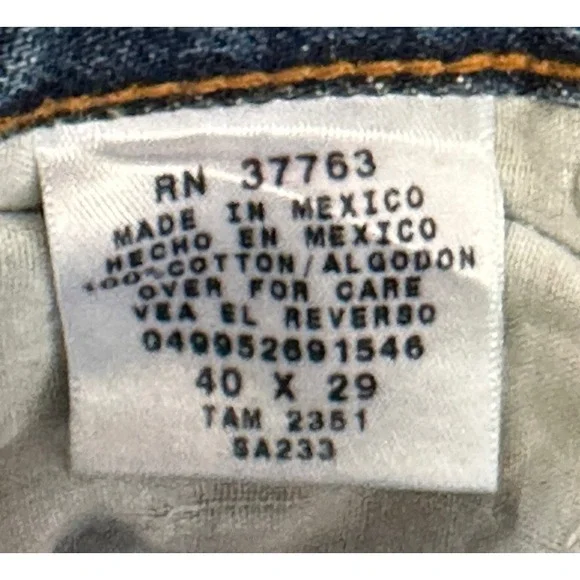 RN 37763
MADE IN MEXICO
HECHO EN MEXICO
100% COTTON/ALGODON
OVER FOR CARE
VEA EL REVERSO
049952691546
40 X 29
TAM 2351
SA233